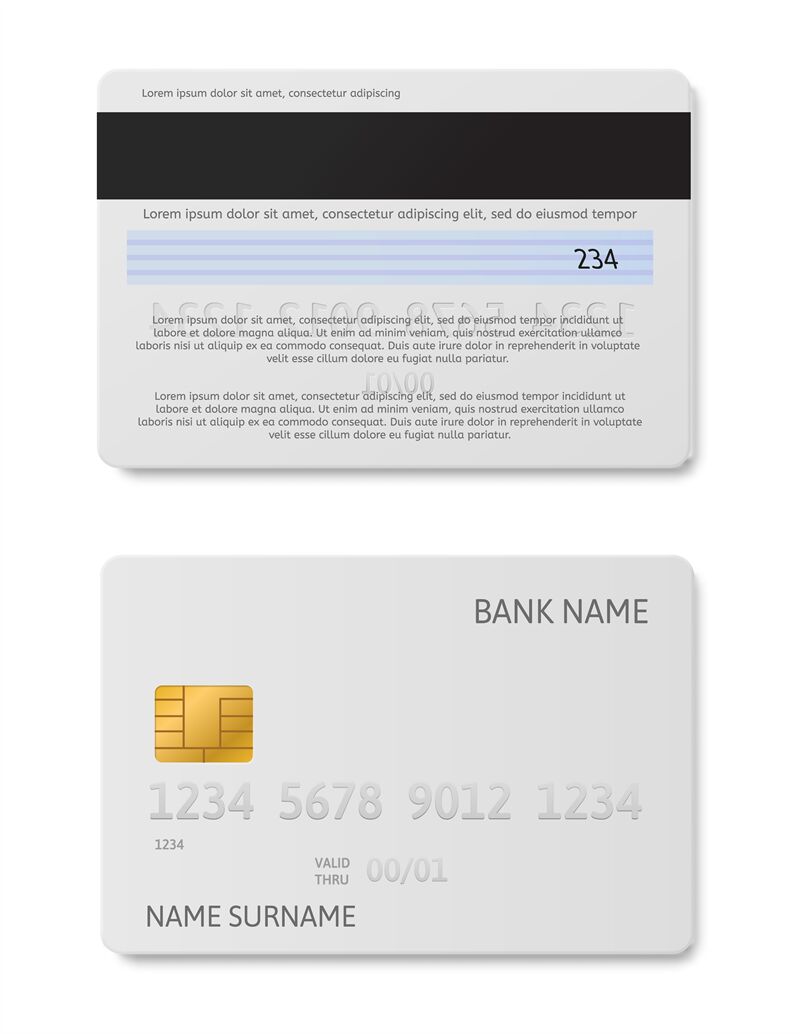 Lorem ipsum dolor sit amet, consectetur adipiscing
Lorem ipsum dolor sit amet, consectetur adipiscing elit, sed do eiusmod tempor
234
Lorem ipsum dolor sit amet, consectetur adipiscing elit, sed do eiusmod tempor incididunt ut
labore et dolore magna aliqua. Ut enim ad minim veniam, quis nostrud exercitation ullamco
laboris nisi ut aliquip ex ea commodo consequat. Duis aute irure dolor in reprehenderit in voluptate
velit esse cillum dolore eu fugiat nulla pariatur.
Lorem ipsum dolor sit amet, consectetur adipiscing elit, sed do eiusmod tempor incididunt ut
labore et dolore magna aliqua. Ut enim ad minim veniam, quis nostrud exercitation ullamco
laboris nisi ut aliquip ex ea commodo consequat. Duis aute irure dolor in reprehenderit in voluptate
velit esse cillum dolore eu fugiat nulla pariatur.
BANK NAME
1234 5678 9012 1234
1234
VALID
THRU 00/01
NAME SURNAME